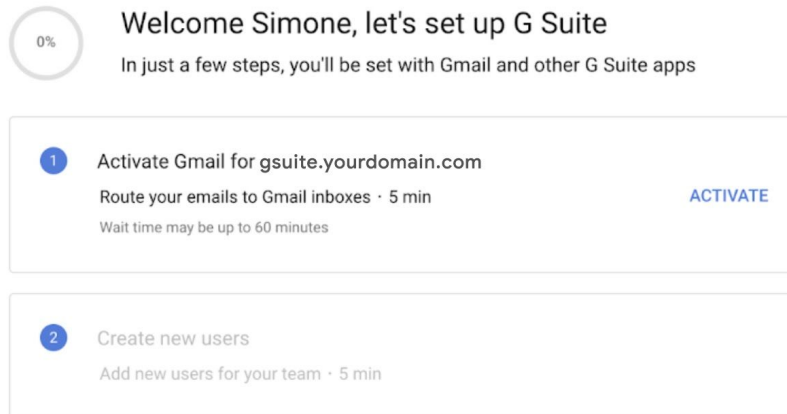 0%
Welcome Simone, let's set up G Suite
In just a few steps, you'll be set with Gmail and other G Suite apps
1
Activate Gmail for gsuite.yourdomain.com
Route your emails to Gmail inboxes · 5 min
ACTIVATE
Wait time may be up to 60 minutes
2
Create new users
Add new users for your team · 5 min